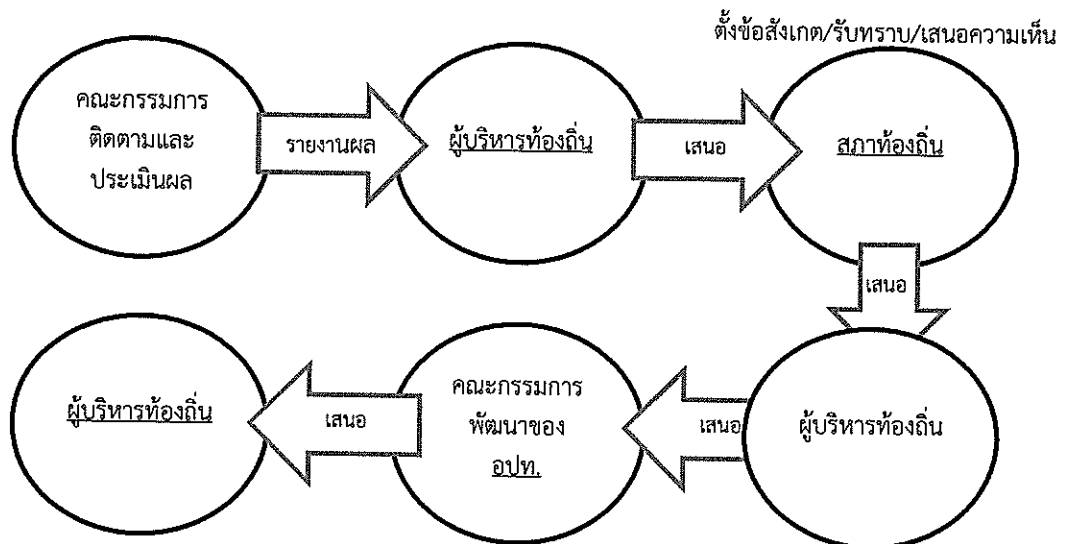 ตั้งข้อสังเกต/รับทราบ/เสนอความเห็น
คณะกรรมการ
ติดตามและ
ประเมินผล
รายงานผล
ผู้บริหารท้องถิ่น
เสนอ
สภาท้องถิ่น
เสนอ
ผู้บริหารท้องถิ่น
เสนอ
คณะกรรมการ
พัฒนาของ
อปท.
เสนอ
ผู้บริหารท้องถิ่น